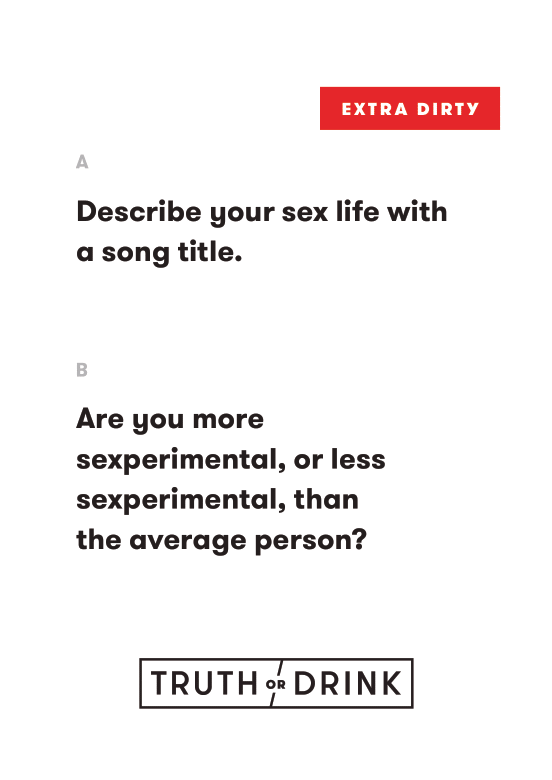 EXTRA DIRTY
A
Describe your sex life with
a song title.
B
Are you more
sexperimental, or less
sexperimental, than
the average person?
TRUTH OR DRINK